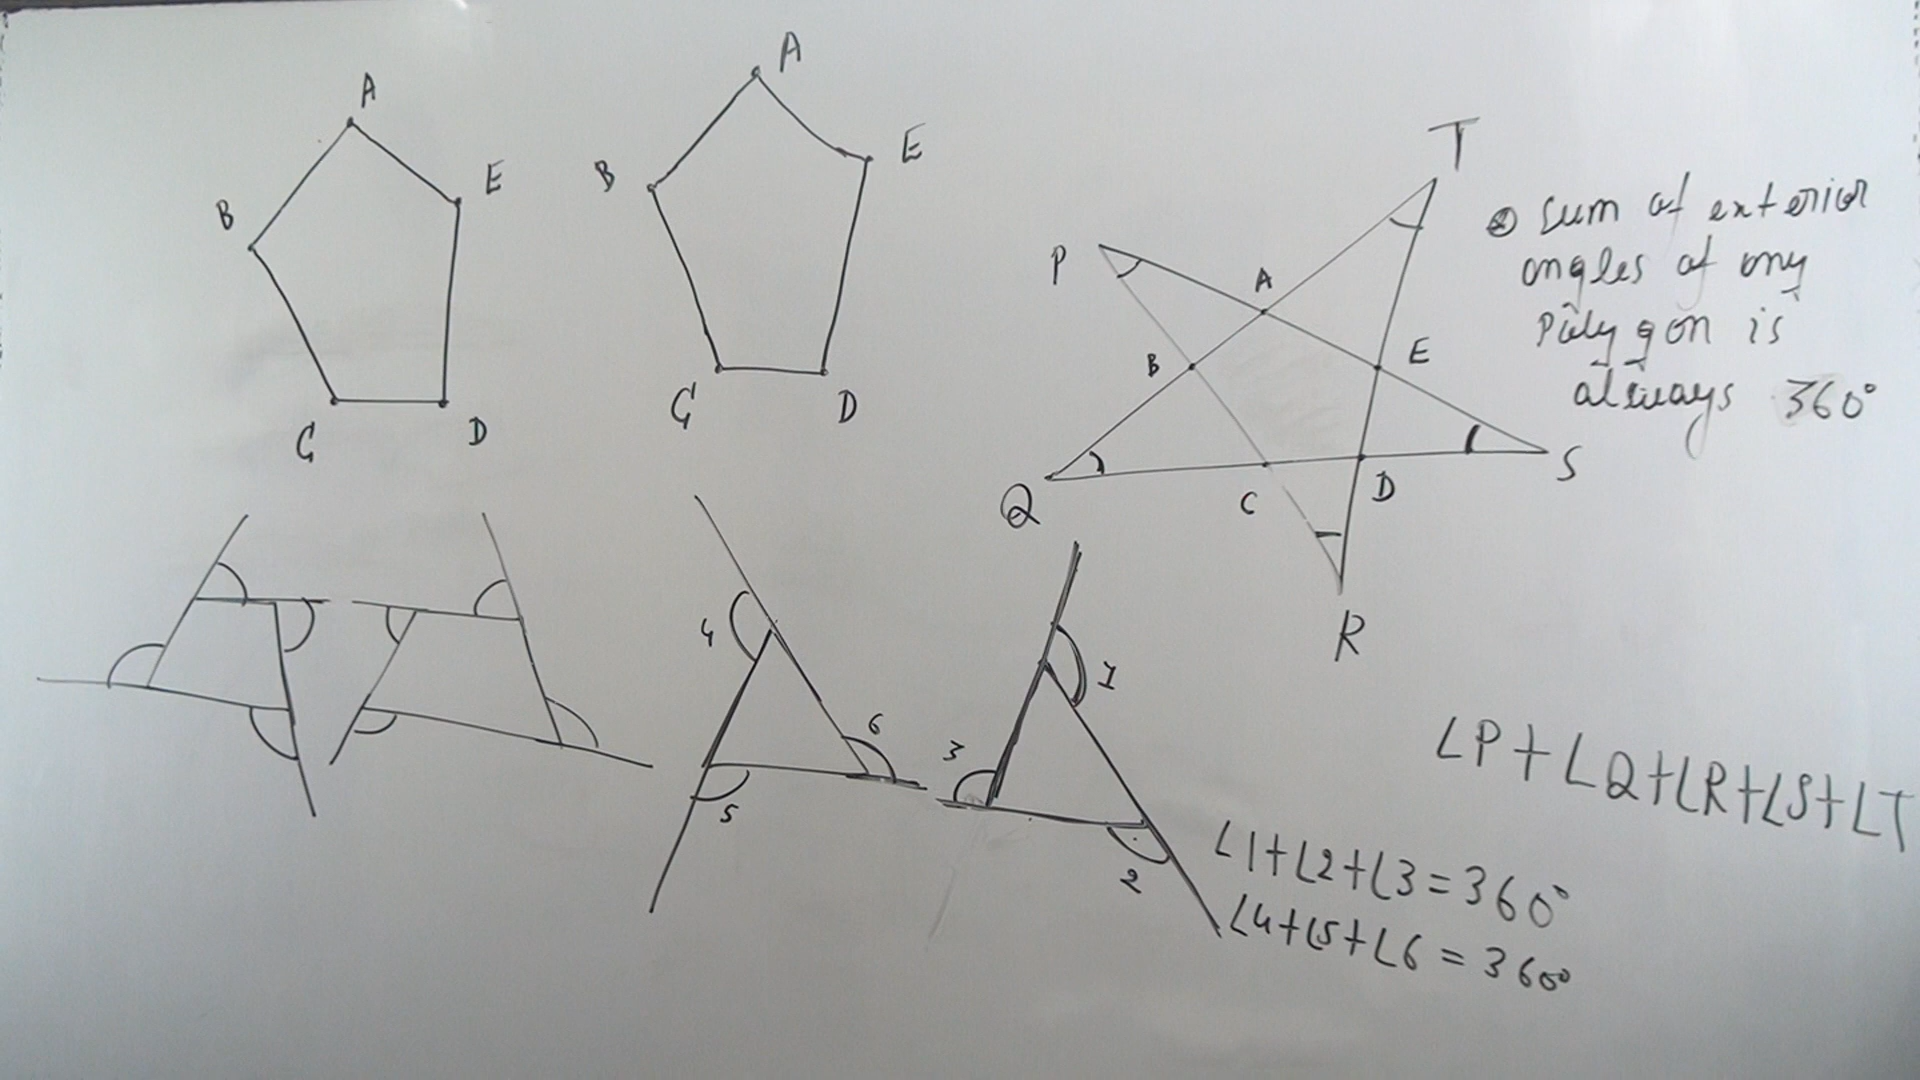 A
B
E
C
D
A
B
E
C
D
T
P
A
B
E
Q
C
D
S
R
sum of exterior
angles of any
Polygon is
always 360°
4
6
5
1
3
2
∠P+∠Q+∠R+∠S+∠T
∠1+∠2+∠3=360°
∠4+∠5+∠6=360°